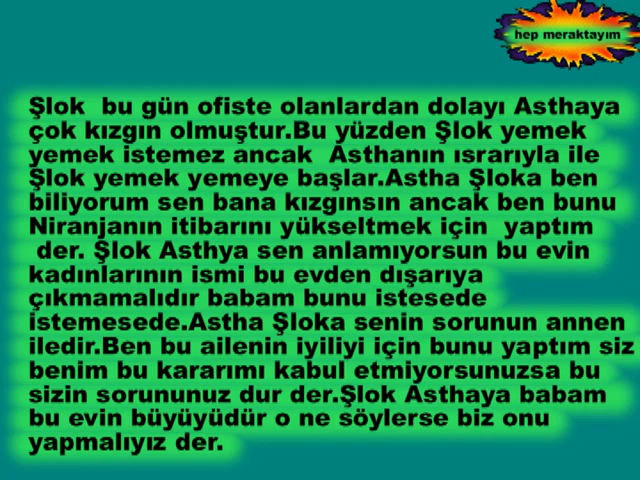 hep meraktayım
Şlok bu gün ofiste olanlardan dolayı Asthaya
çok kızgın olmuştur.Bu yüzden Şlok yemek
yemek istemez ancak Asthanın ısrarıyla ile
Şlok yemek yemeye başlar.Astha Şloka ben
biliyorum sen bana kızgınsın ancak ben bunu
Niranjanın itibarını yükseltmek için yaptım
der. Şlok Asthya sen anlamıyorsun bu evin
kadınlarının ismi bu evden dışarıya
çıkmamalıdır babam bunu istesede
istemesede.Astha Şloka senin sorunun annen
iledir.Ben bu ailenin iyiliyi için bunu yaptım siz
benim bu kararımı kabul etmiyorsunuzsa bu
sizin sorununuz dur der.Şlok Asthaya babam
bu evin büyüyüdür o ne söylerse biz onu
yapmalıyız der.